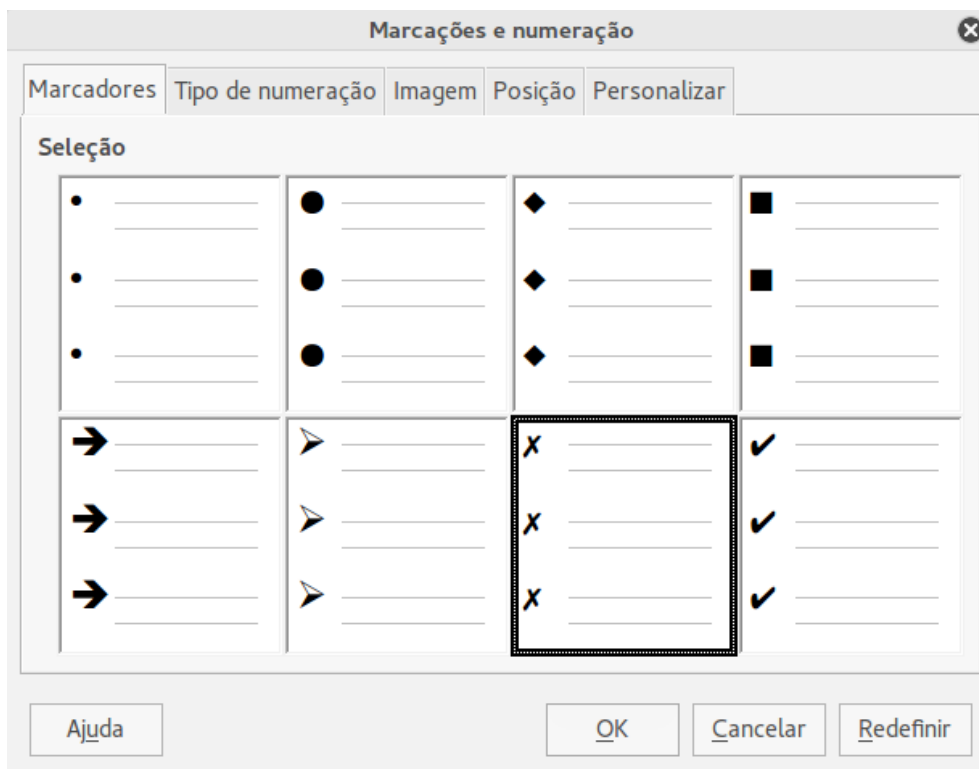 Marcações e numeração
Marcadores Tipo de numeração Imagem Posição Personalizar
Seleção
Ajuda OK Cancelar Redefinir